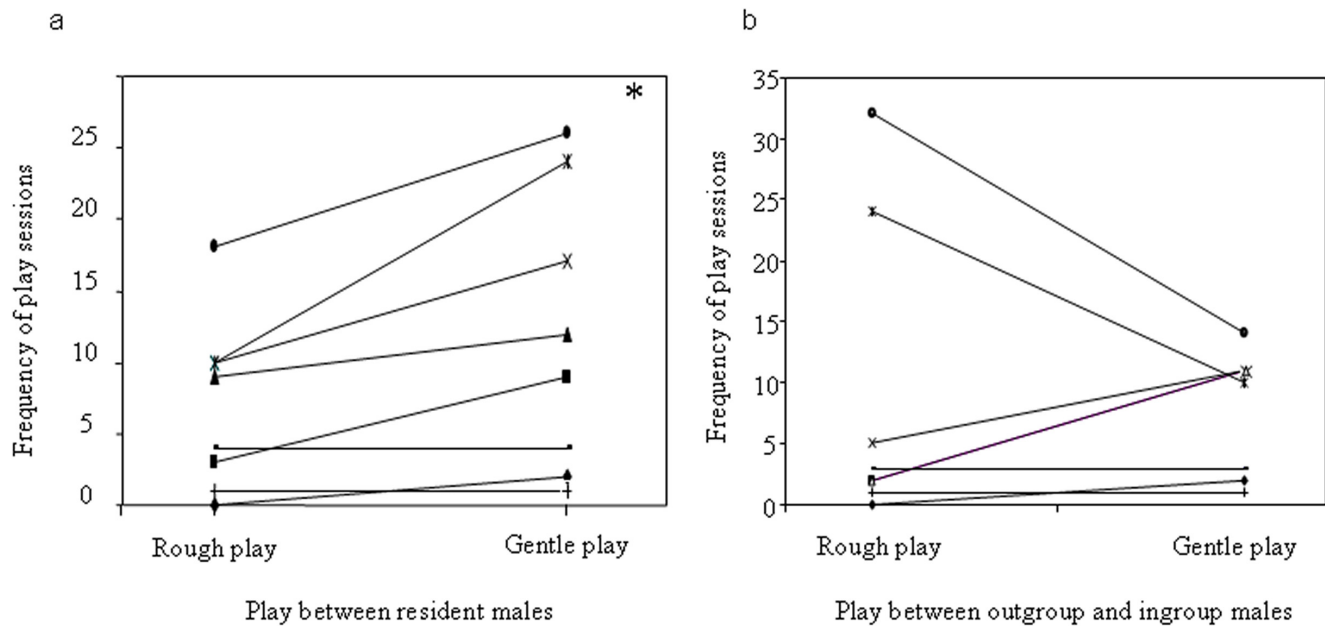 a
*
25
20
15
10
5
0
Frequency of play sessions
Rough play
Gentle play
Play between resident males
b
35
30
25
20
15
10
5
0
Frequency of play sessions
Rough play
Gentle play
Play between outgroup and ingroup males